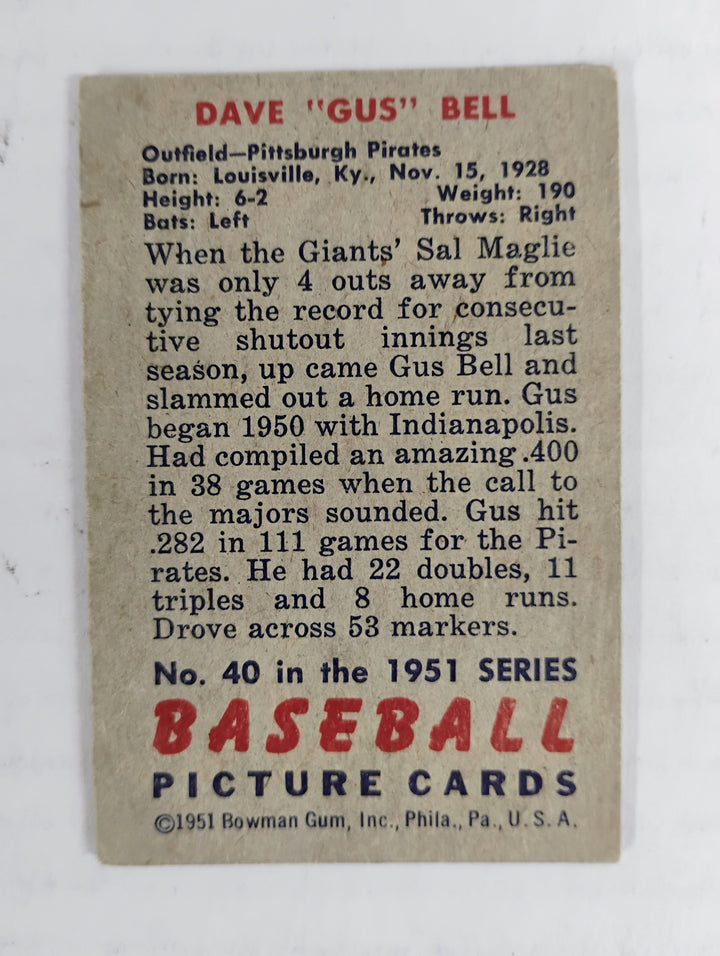 DAVE "GUS" BELL
Outfield—Pittsburgh Pirates
Born: Louisville, Ky., Nov. 15, 1928
Height: 6-2 Weight: 190
Bats: Left Throws: Right
When the Giants' Sal Maglie
was only 4 outs away from
tying the record for consecu-
tive shutout innings last
season, up came Gus Bell and
slammed out a home run. Gus
began 1950 with Indianapolis.
Had compiled an amazing .400
in 38 games when the call to
the majors sounded. Gus hit
.282 in 111 games for the Pi-
rates. He had 22 doubles, 11
triples and 8 home runs.
Drove across 53 markers.
No. 40 in the 1951 SERIES
BASEBALL
PICTURE CARDS
©1951 Bowman Gum, Inc., Phila., Pa., U. S. A.